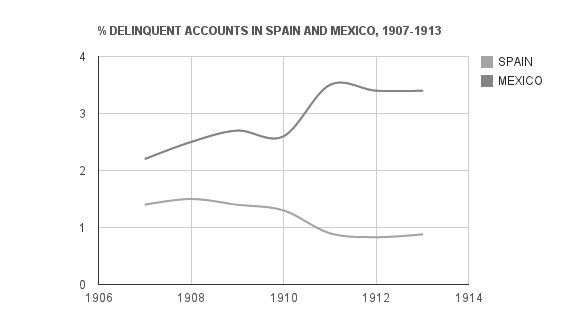 % DELINQUENT ACCOUNTS IN SPAIN AND MEXICO, 1907-1913
4
3
2
1
0
1906 1908 1910 1912 1914
SPAIN
MEXICO